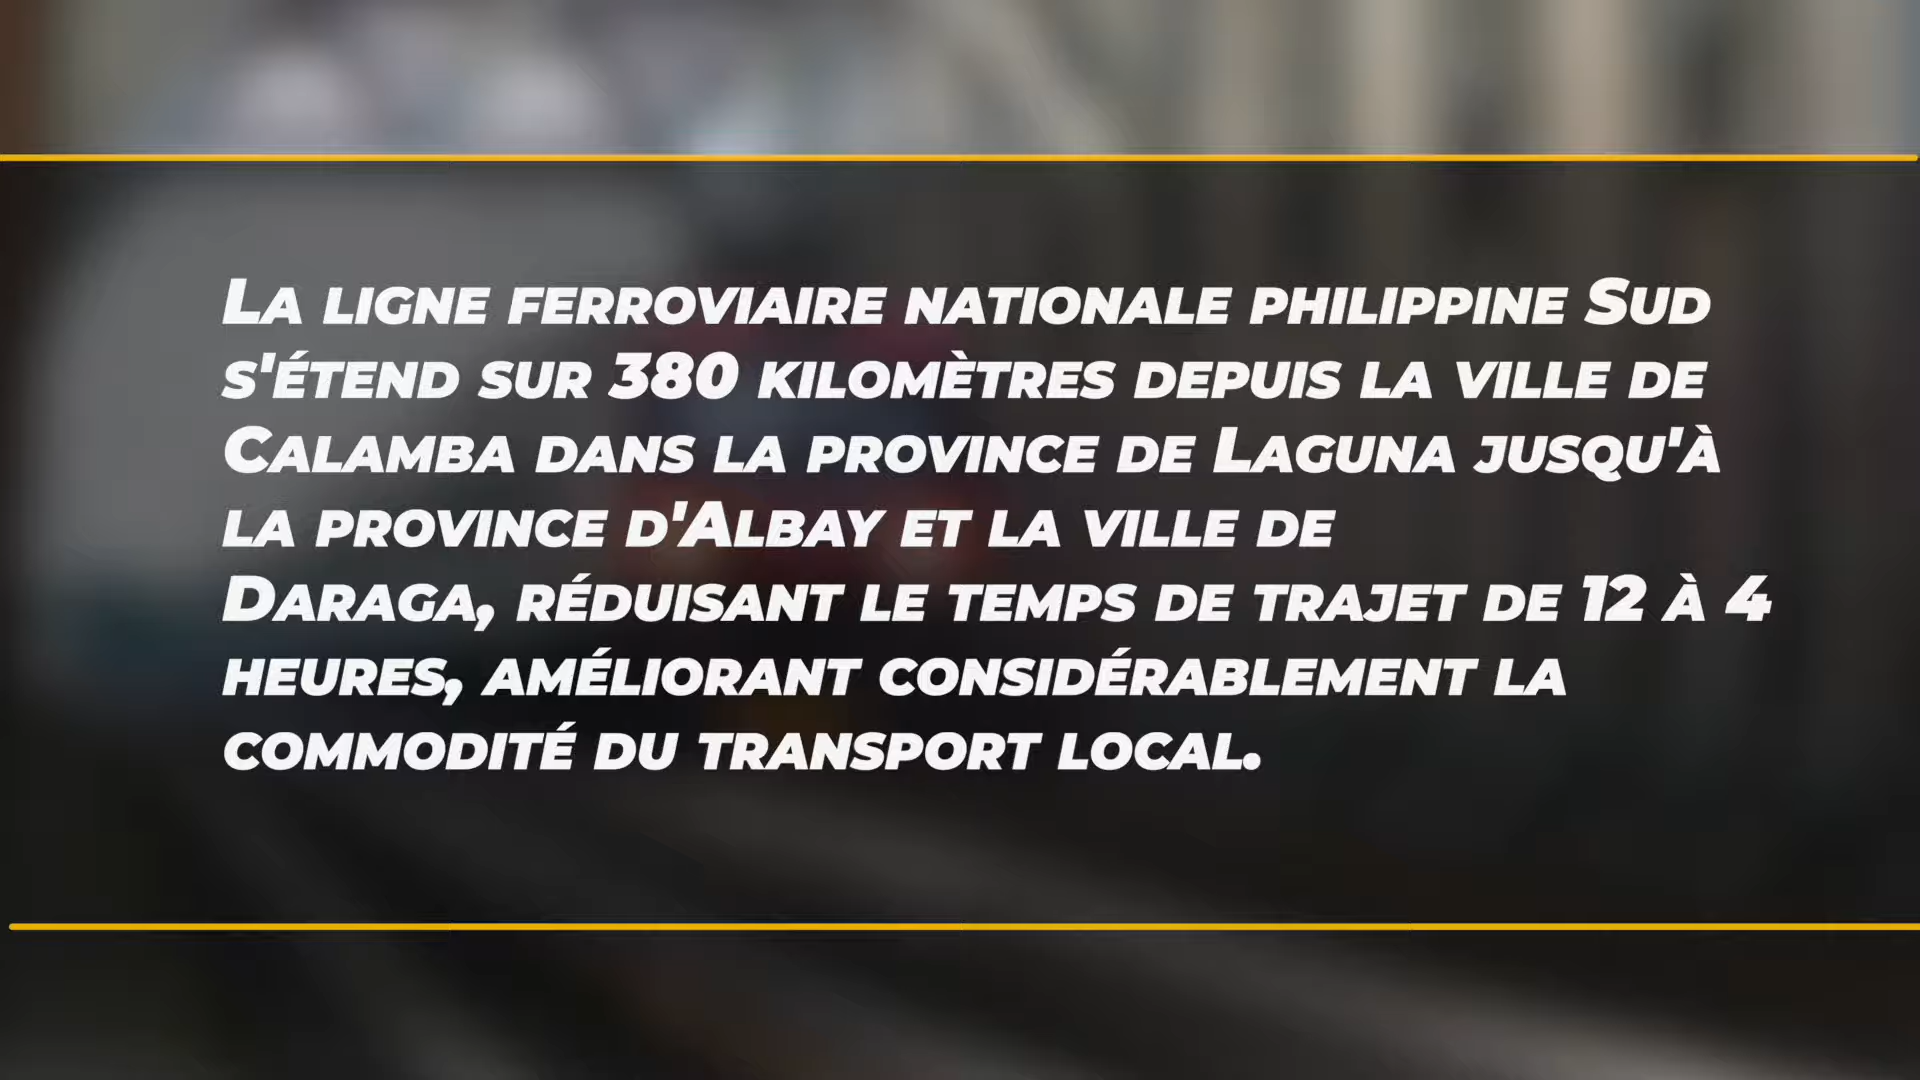 La ligne ferroviaire nationale philippine Sud
s'étend sur 380 kilomètres depuis la ville de
Calamba dans la province de Laguna jusqu'à
la province d'Albay et la ville de
Daraga, réduisant le temps de trajet de 12 à 4
heures, améliorant considérablement la
commodité du transport local.